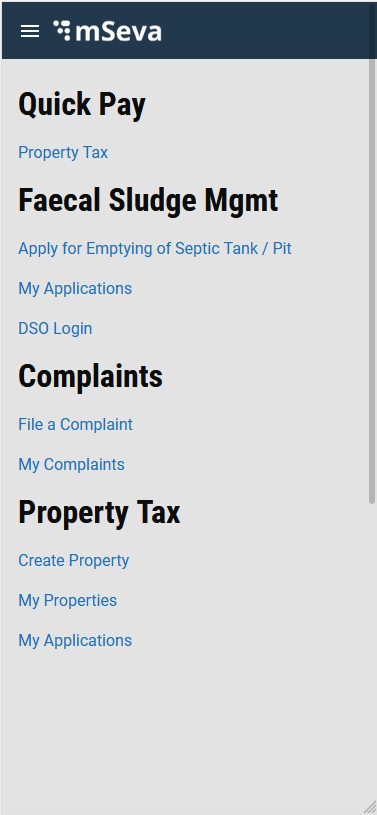 mSeva
Quick Pay
Property Tax
Faecal Sludge Mgmt
Apply for Emptying of Septic Tank / Pit
My Applications
DSO Login
Complaints
File a Complaint
My Complaints
Property Tax
Create Property
My Properties
My Applications